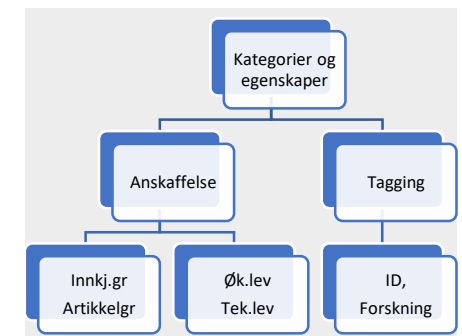 Kategorier og
egenskaper
Anskaffelse
Tagging
Innkj.gr
Artikkelgr
Øk.lev
Tek.lev
ID,
Forskning